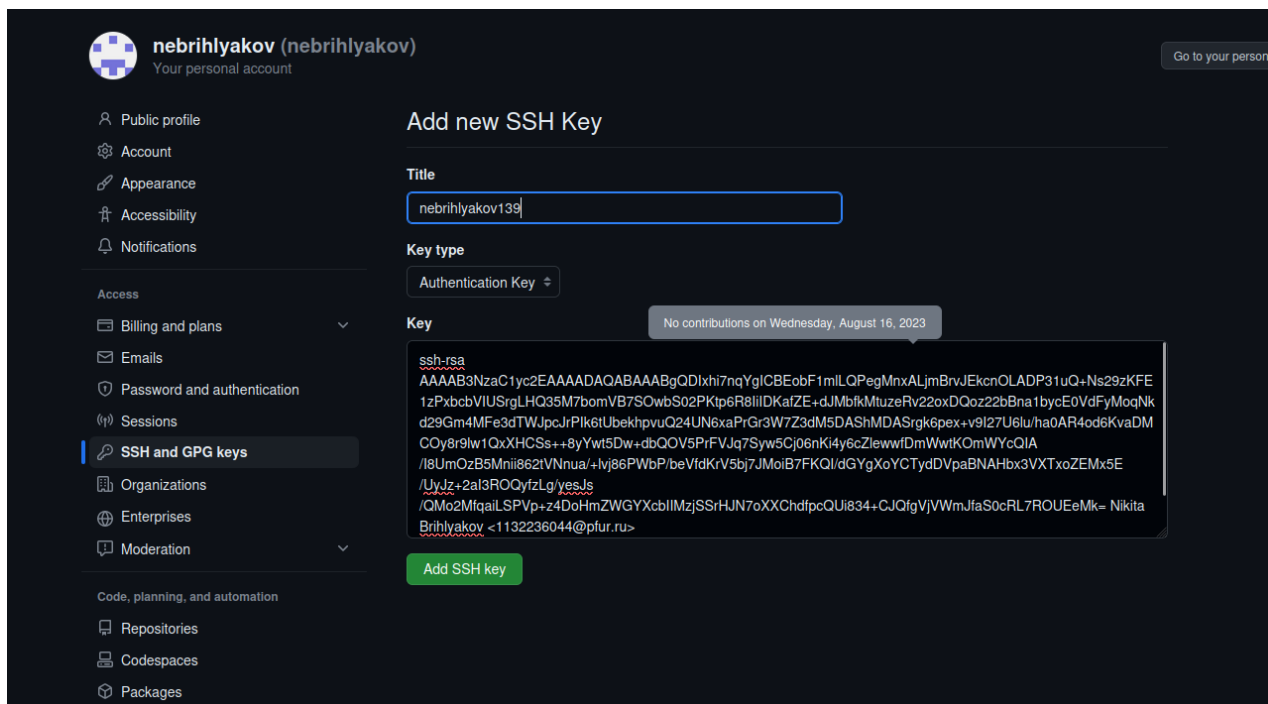 nebrihlyakov (nebrihlyakov)
Your personal account
Go to your person
Public profile
Account
Appearance
Accessibility
Notifications
Access
Billing and plans
Emails
Password and authentication
Sessions
SSH and GPG keys
Organizations
Enterprises
Moderation
Code, planning, and automation
Repositories
Codespaces
Packages
Add new SSH Key
Title
nebrihlyakov139
Key type
Authentication Key
Key
No contributions on Wednesday, August 16, 2023
ssh-rsa
AAAAB3NzaC1yc2EAAAADAQABAAABgQDIxhi7nqYgICBEobF1mlLQPegMnxALjmBrvJEkcnOLADP31uQ+Ns29zKFE
1zPxbcbVIUSrgLHQ35M7bomVB7SOwbS02PKtp6R8IiIDKafZE+dJMbfkMtuzeRv22oxDQoz22bBna1bycE0VdFyMoqNk
d29Gm4MFe3dTWJpcJrPIk6tUbekhpvuQ24UN6xaPrGr3W7Z3dM5DAShMDASrgk6pex+v9I27U6lu/ha0AR4od6KvaDM
COy8r9lw1QxXHCSs++8yYwt5Dw+dbQOV5PrFVJq7Syw5Cj06nKi4y6cZlewwfDmWwtKOmWYcQIA
/I8UmOzB5Mnii862tVNnua/+lvj86PWbP/beVfdKrV5bj7JMoiB7FKQI/dGYgXoYCTydDVpaBNAHbx3VXTxoZEMx5E
/UyJz+2aI3ROQyfzLg/yesJs
/QMo2MfqaiLSPVp+z4DoHmZWGYXcbIIMzjSSrHJN7oXXChdfpcQUi834+CJQfgVjVWmJfaS0cRL7ROUEeMk= Nikita
Brihlyakov <1132236044@pfur.ru>
Add SSH key